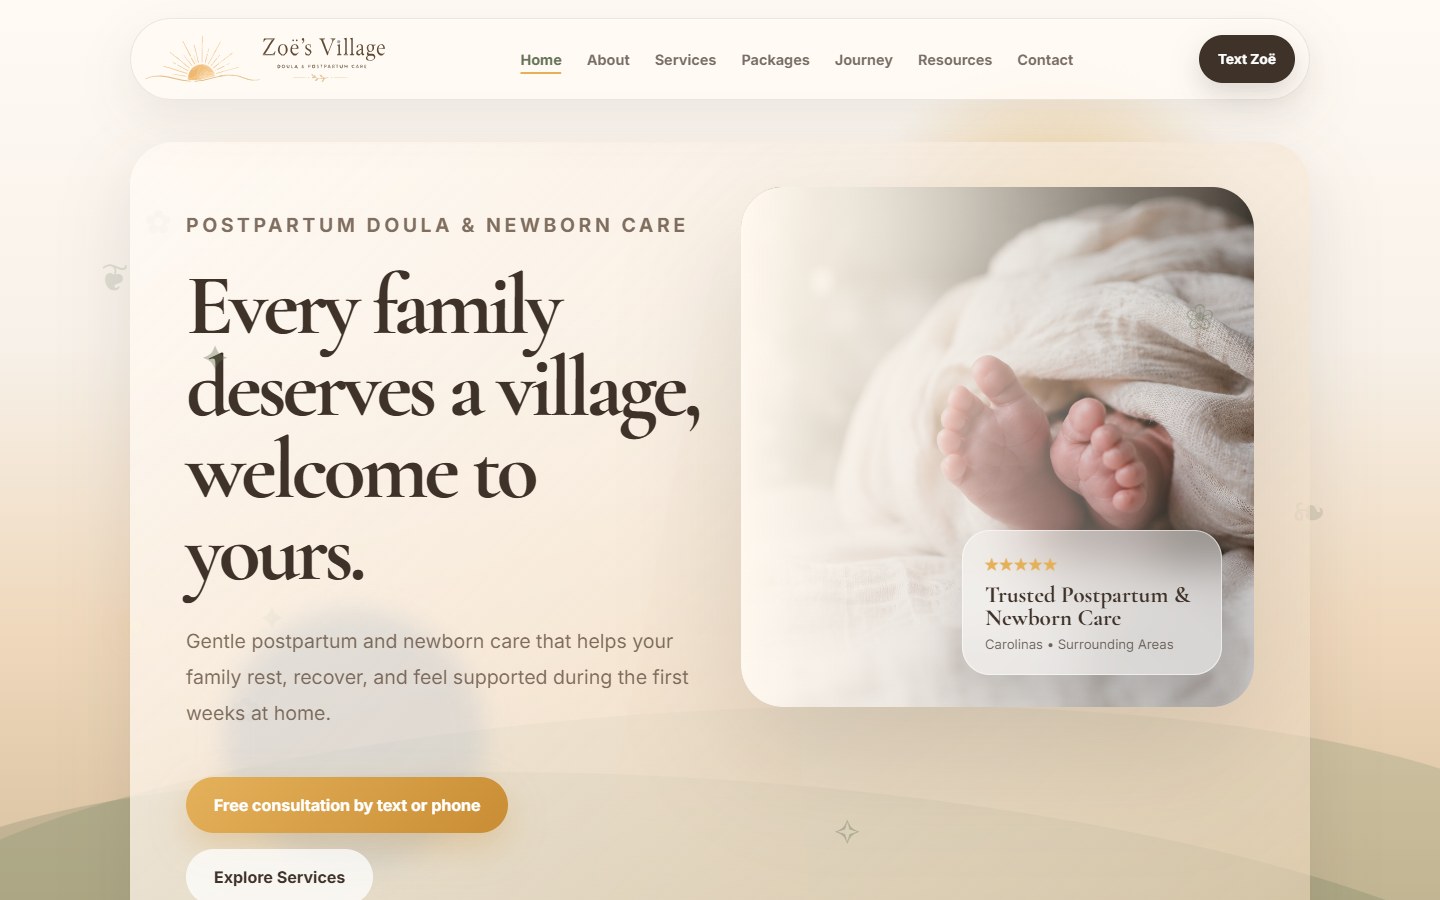 Zoë's Village
DOULA & POSTPARTUM CARE
Home
About
Services
Packages
Journey
Resources
Contact
Text Zoë
POSTPARTUM DOULA & NEWBORN CARE
Every family
deserves a village,
welcome to
yours.
Gentle postpartum and newborn care that helps your
family rest, recover, and feel supported during the first
weeks at home.
Free consultation by text or phone
Explore Services
★★★★★
Trusted Postpartum &
Newborn Care
Carolinas • Surrounding Areas